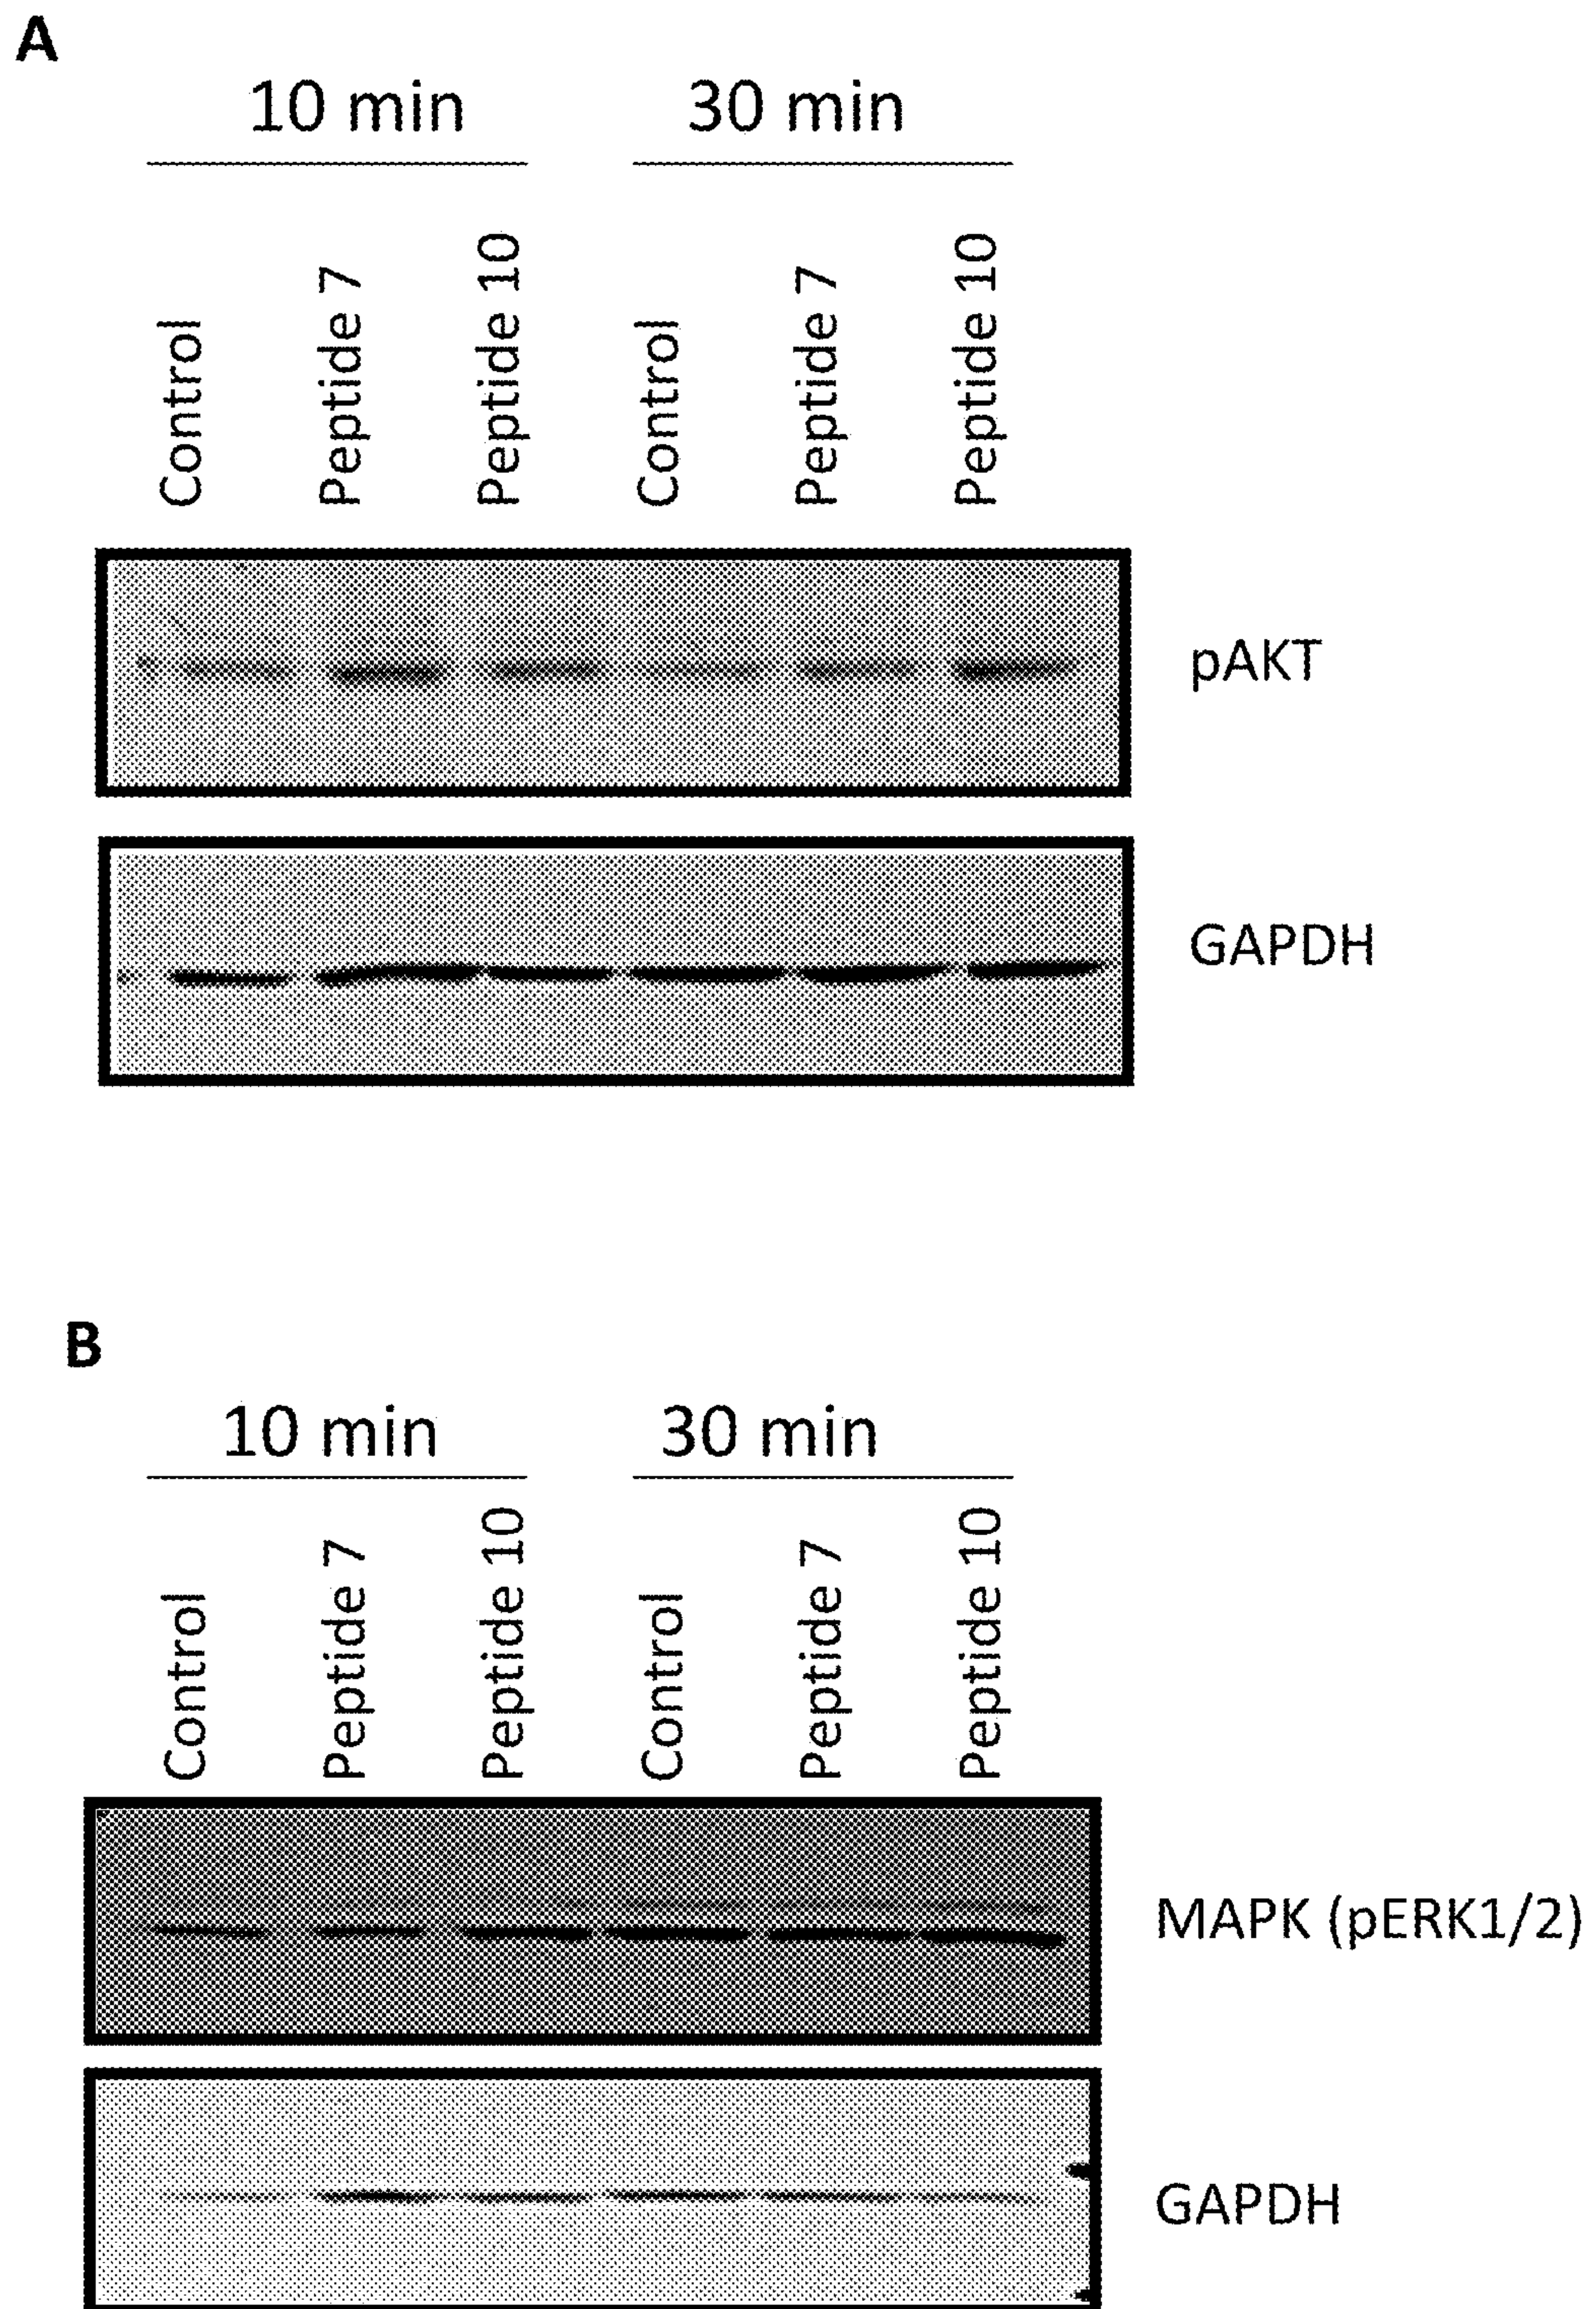 A
10 min 30 min
Control Peptide 7 Peptide 10 Control Peptide 7 Peptide 10
pAKT
GAPDH
B
10 min 30 min
Control Peptide 7 Peptide 10 Control Peptide 7 Peptide 10
MAPK (pERK1/2)
GAPDH